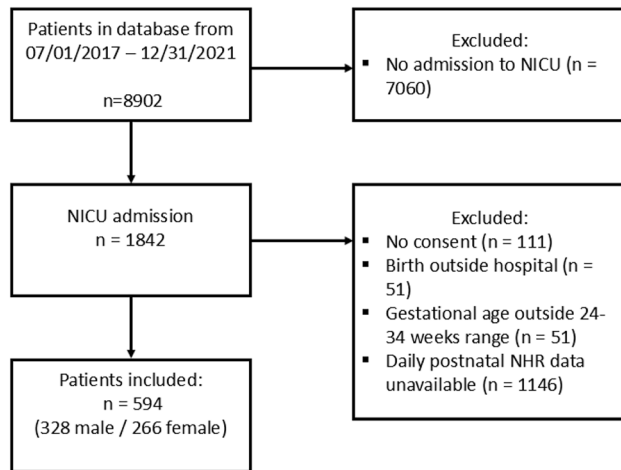 Patients in database from
07/01/2017 – 12/31/2021
n=8902
Excluded:
▪ No admission to NICU (n =
7060)
NICU admission
n = 1842
Excluded:
▪ No consent (n = 111)
▪ Birth outside hospital (n =
51)
▪ Gestational age outside 24-
34 weeks range (n = 51)
▪ Daily postnatal NHR data
unavailable (n = 1146)
Patients included:
n = 594
(328 male / 266 female)